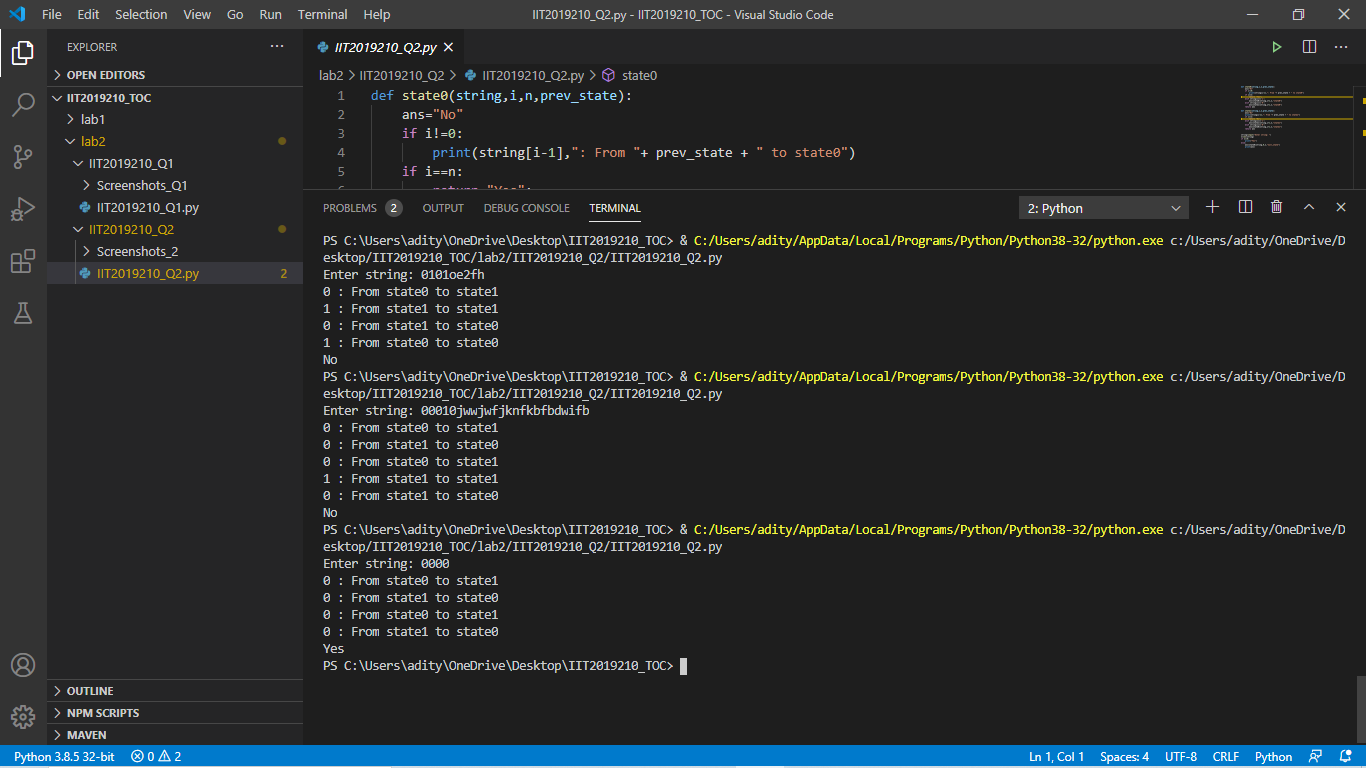 File Edit Selection View Go Run Terminal Help IIT2019210_Q2.py - IIT2019210_TOC - Visual Studio Code
EXPLORER
OPEN EDITORS
IIT2019210_TOC
lab1
lab2
IIT2019210_Q1
Screenshots_Q1
IIT2019210_Q1.py
IIT2019210_Q2
Screenshots_2
IIT2019210_Q2.py 2
OUTLINE
NPM SCRIPTS
MAVEN
IIT2019210_Q2.py
lab2 > IIT2019210_Q2 > IIT2019210_Q2.py > state0
1 def state0(string,i,n,prev_state):
2 ans="No"
3 if i!=0:
4 print(string[i-1],": From "+ prev_state + " to state0")
5 if i==n:
PROBLEMS 2 OUTPUT DEBUG CONSOLE TERMINAL 2: Python
PS C:\Users\adity\OneDrive\Desktop\IIT2019210_TOC> & C:/Users/adity/AppData/Local/Programs/Python/Python38-32/python.exe c:/Users/adity/OneDrive/D
esktop/IIT2019210_TOC/lab2/IIT2019210_Q2/IIT2019210_Q2.py
Enter string: 0101oe2fh
0 : From state0 to state1
1 : From state1 to state1
0 : From state1 to state0
1 : From state0 to state0
No
PS C:\Users\adity\OneDrive\Desktop\IIT2019210_TOC> & C:/Users/adity/AppData/Local/Programs/Python/Python38-32/python.exe c:/Users/adity/OneDrive/D
esktop/IIT2019210_TOC/lab2/IIT2019210_Q2/IIT2019210_Q2.py
Enter string: 00010jwwjwfjknfkbfbdwifb
0 : From state0 to state1
0 : From state1 to state0
0 : From state0 to state1
1 : From state1 to state1
0 : From state1 to state0
No
PS C:\Users\adity\OneDrive\Desktop\IIT2019210_TOC> & C:/Users/adity/AppData/Local/Programs/Python/Python38-32/python.exe c:/Users/adity/OneDrive/D
esktop/IIT2019210_TOC/lab2/IIT2019210_Q2/IIT2019210_Q2.py
Enter string: 0000
0 : From state0 to state1
0 : From state1 to state0
0 : From state0 to state1
0 : From state1 to state0
Yes
PS C:\Users\adity\OneDrive\Desktop\IIT2019210_TOC>
Python 3.8.5 32-bit 0 2 Ln 1, Col 1 Spaces: 4 UTF-8 CRLF Python